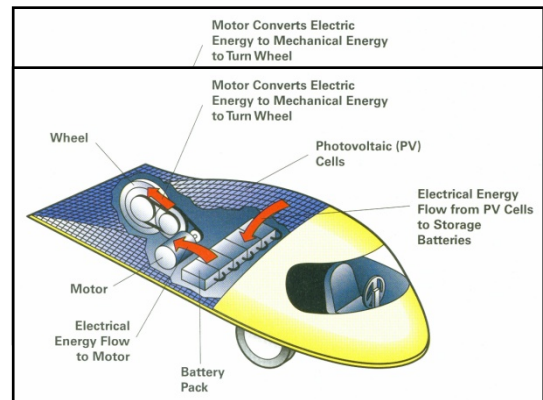 Motor Converts Electric
Energy to Mechanical Energy
to Turn Wheel
Motor Converts Electric
Energy to Mechanical Energy
to Turn Wheel
Wheel
Photovoltaic (PV)
Cells
Electrical Energy
Flow from PV Cells
to Storage
Batteries
Motor
Electrical
Energy Flow
to Motor
Battery
Pack